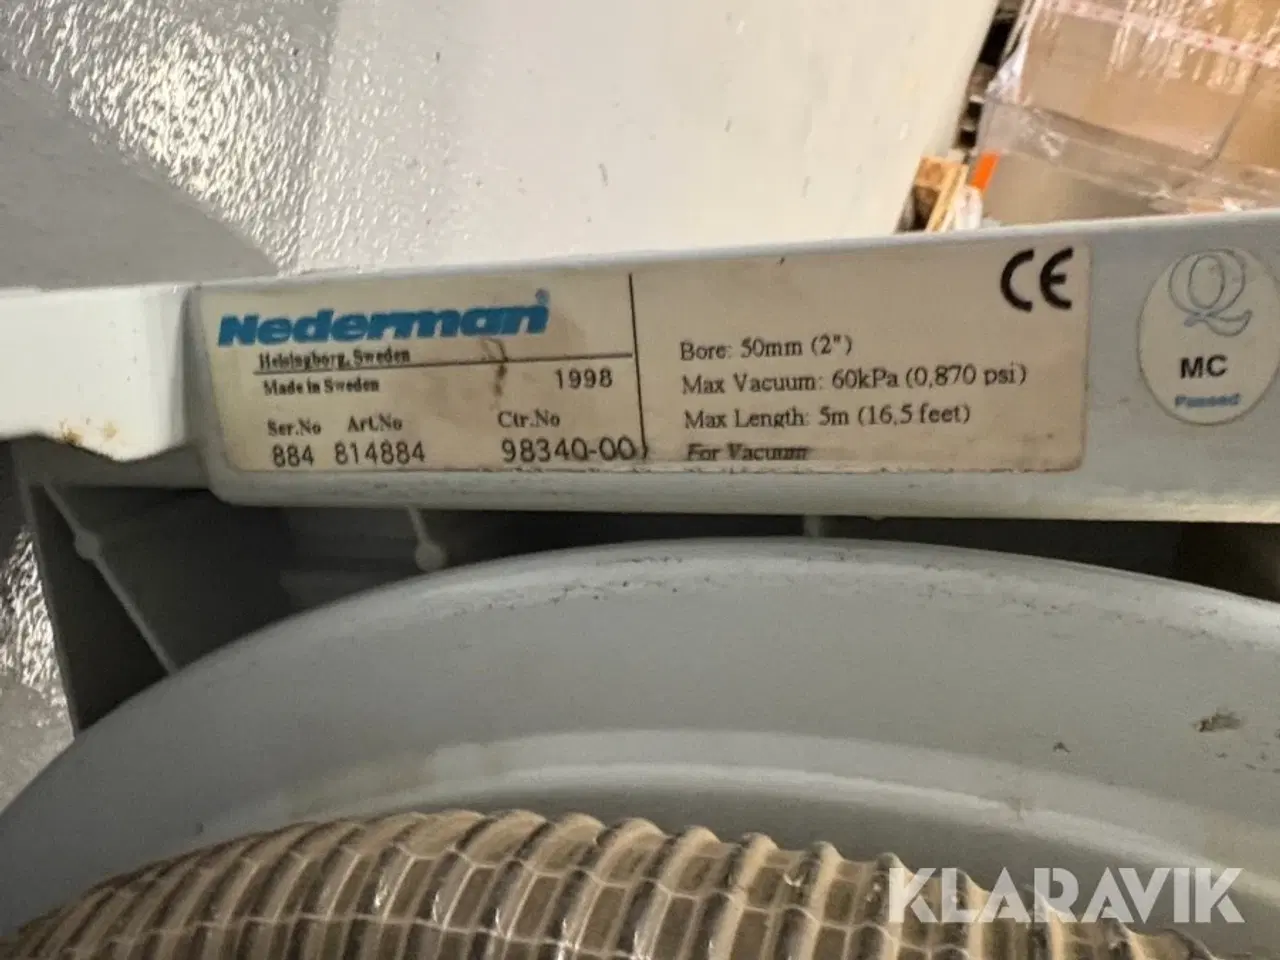 Nederman®
Helsingborg, Sweden
Made in Sweden 1998
Ser.No Art.No Ctr.No
884 814884 98340-00
Bore: 50mm (2")
Max Vacuum: 60kPa (0,870 psi)
Max Length: 5m (16,5 feet)
For Vacuum
CE
Q
MC
Passed
KLARAVIK